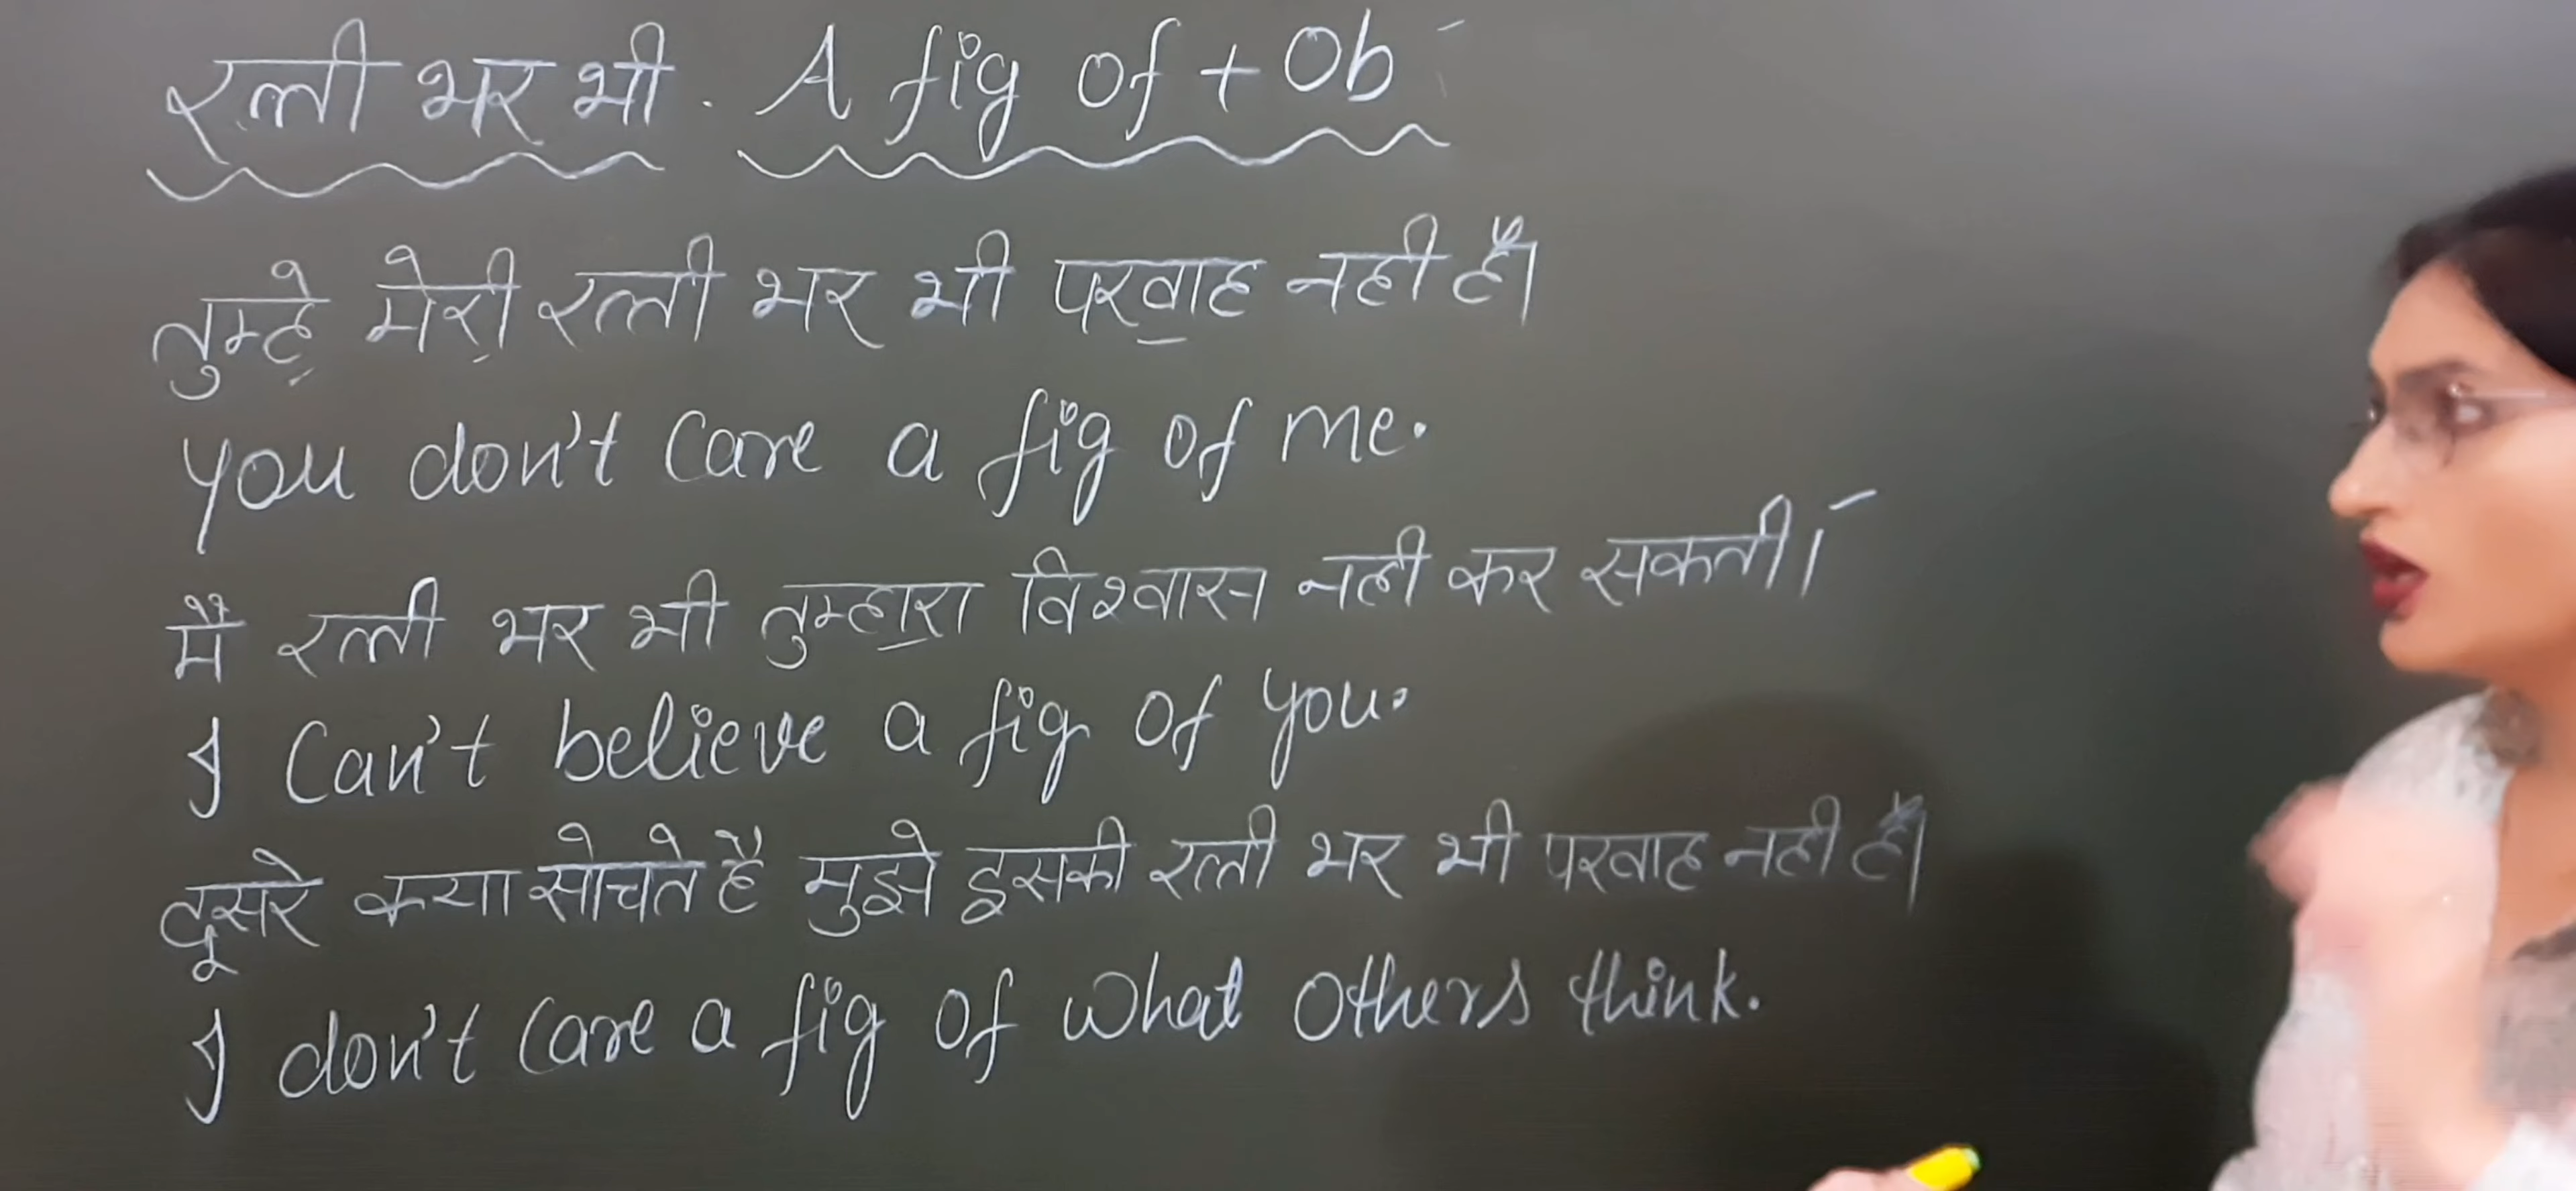 रत्ती भर भी. A fig of + Ob
तुम्हे मेरी रत्ती भर भी परवाह नही है।
you don't care a fig of me.
मैं रत्ती भर भी तुम्हारा विश्वास नही कर सकती।
I can't believe a fig of you.
दूसरे क्या सोचते है मुझे इसकी रत्ती भर भी परवाह नही है।
I don't care a fig of what others think.